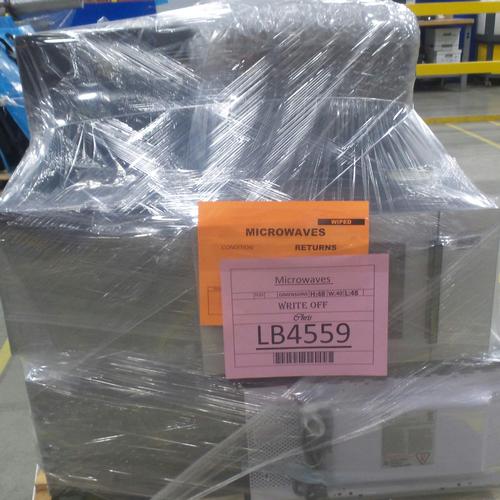 WIPED
MICROWAVES
CONDITION: RETURNS
Microwaves
DIMENSIONS H:48 W:40 L:48
WRITE OFF
Chris
LB4559